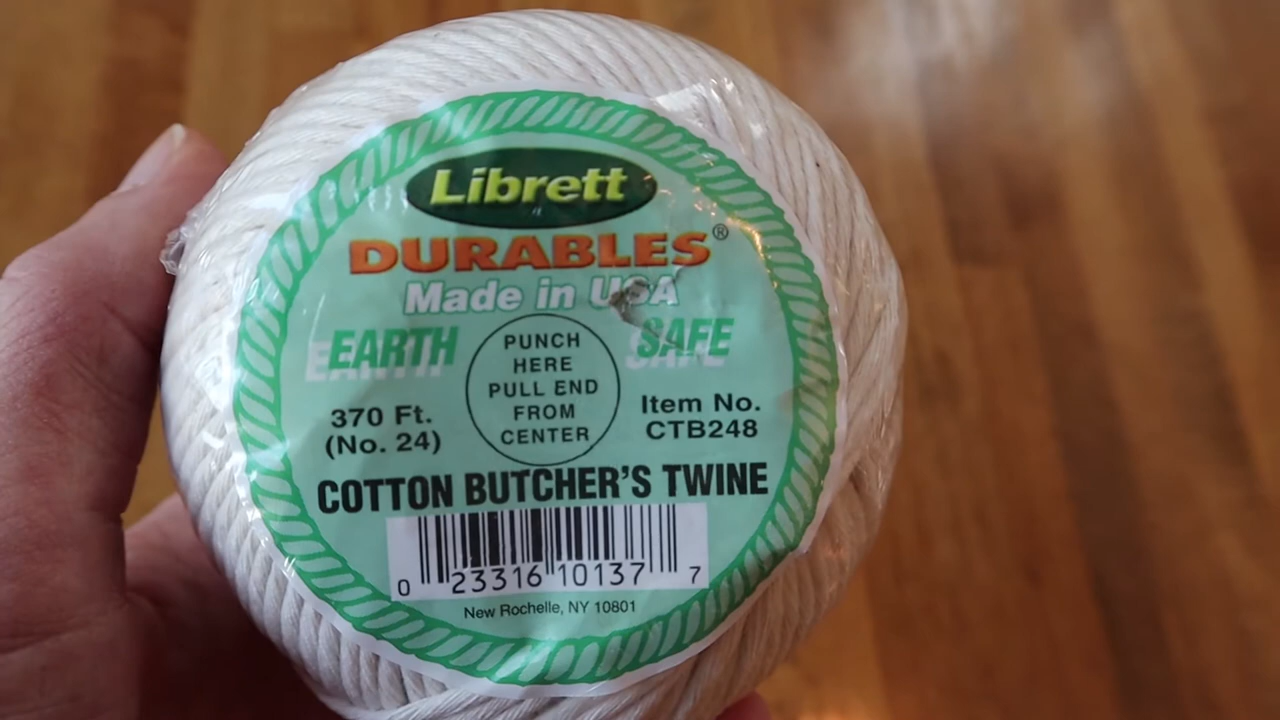 Librett
DURABLES®
Made in USA
EARTH SAFE
PUNCH
HERE
PULL END
FROM
CENTER
370 Ft.
(No. 24)
Item No.
CTB248
COTTON BUTCHER'S TWINE
0 23316 10137 7
New Rochelle, NY 10801